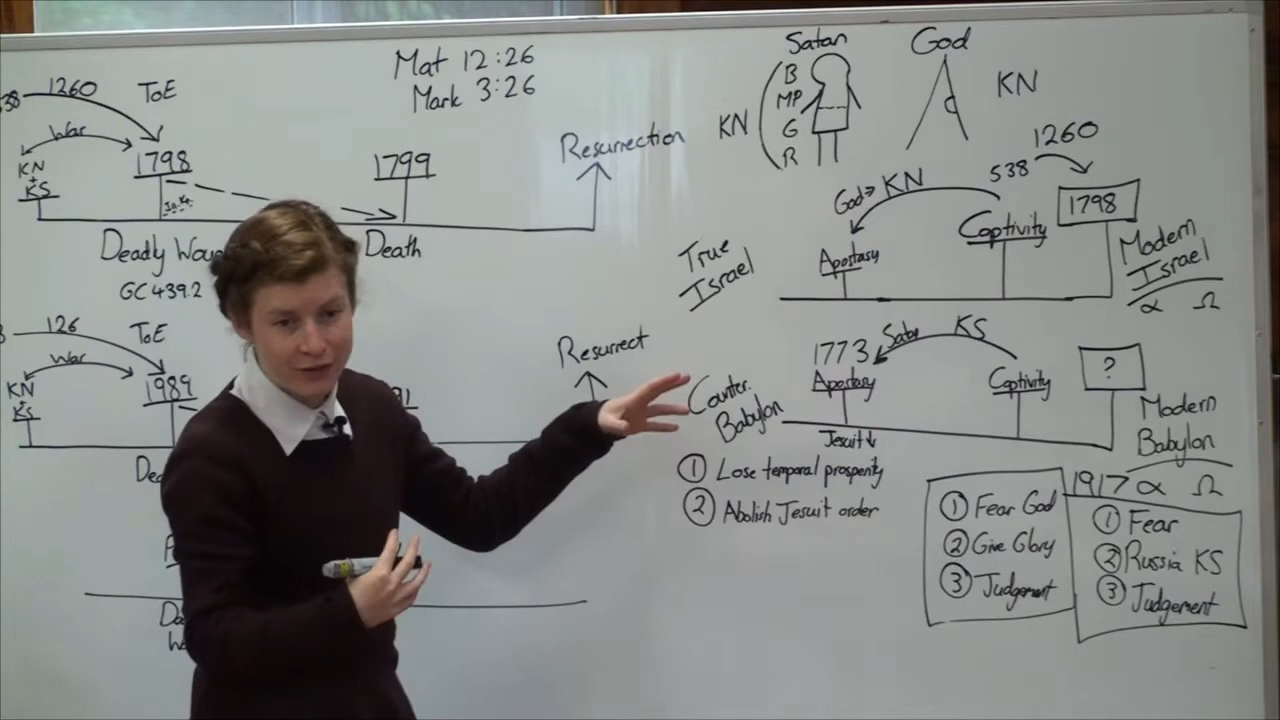 Mat 12:26
Mark 3:26
1260
ToE
538
War
KN
+
KS
1798
1799
Resurrection
Deadly Wou
Death
GC 439.2
126
ToE
War
KN
+
KS
1989
91
Resurrect
Dea
Satan
God
B
MP
G
R
KN
KN
1260
538
1798
God → KN
Apostasy
Captivity
True
Israel
Modern
Israel
α Ω
1773
Satan KS
Apostasy
Captivity
?
Counter.
Babylon
Jesuit ↓
Modern
Babylon
① Lose temporal prosperity
② Abolish Jesuit order
1917 α Ω
① Fear God
② Give Glory
③ Judgement
① Fear
② Russia KS
③ Judgement